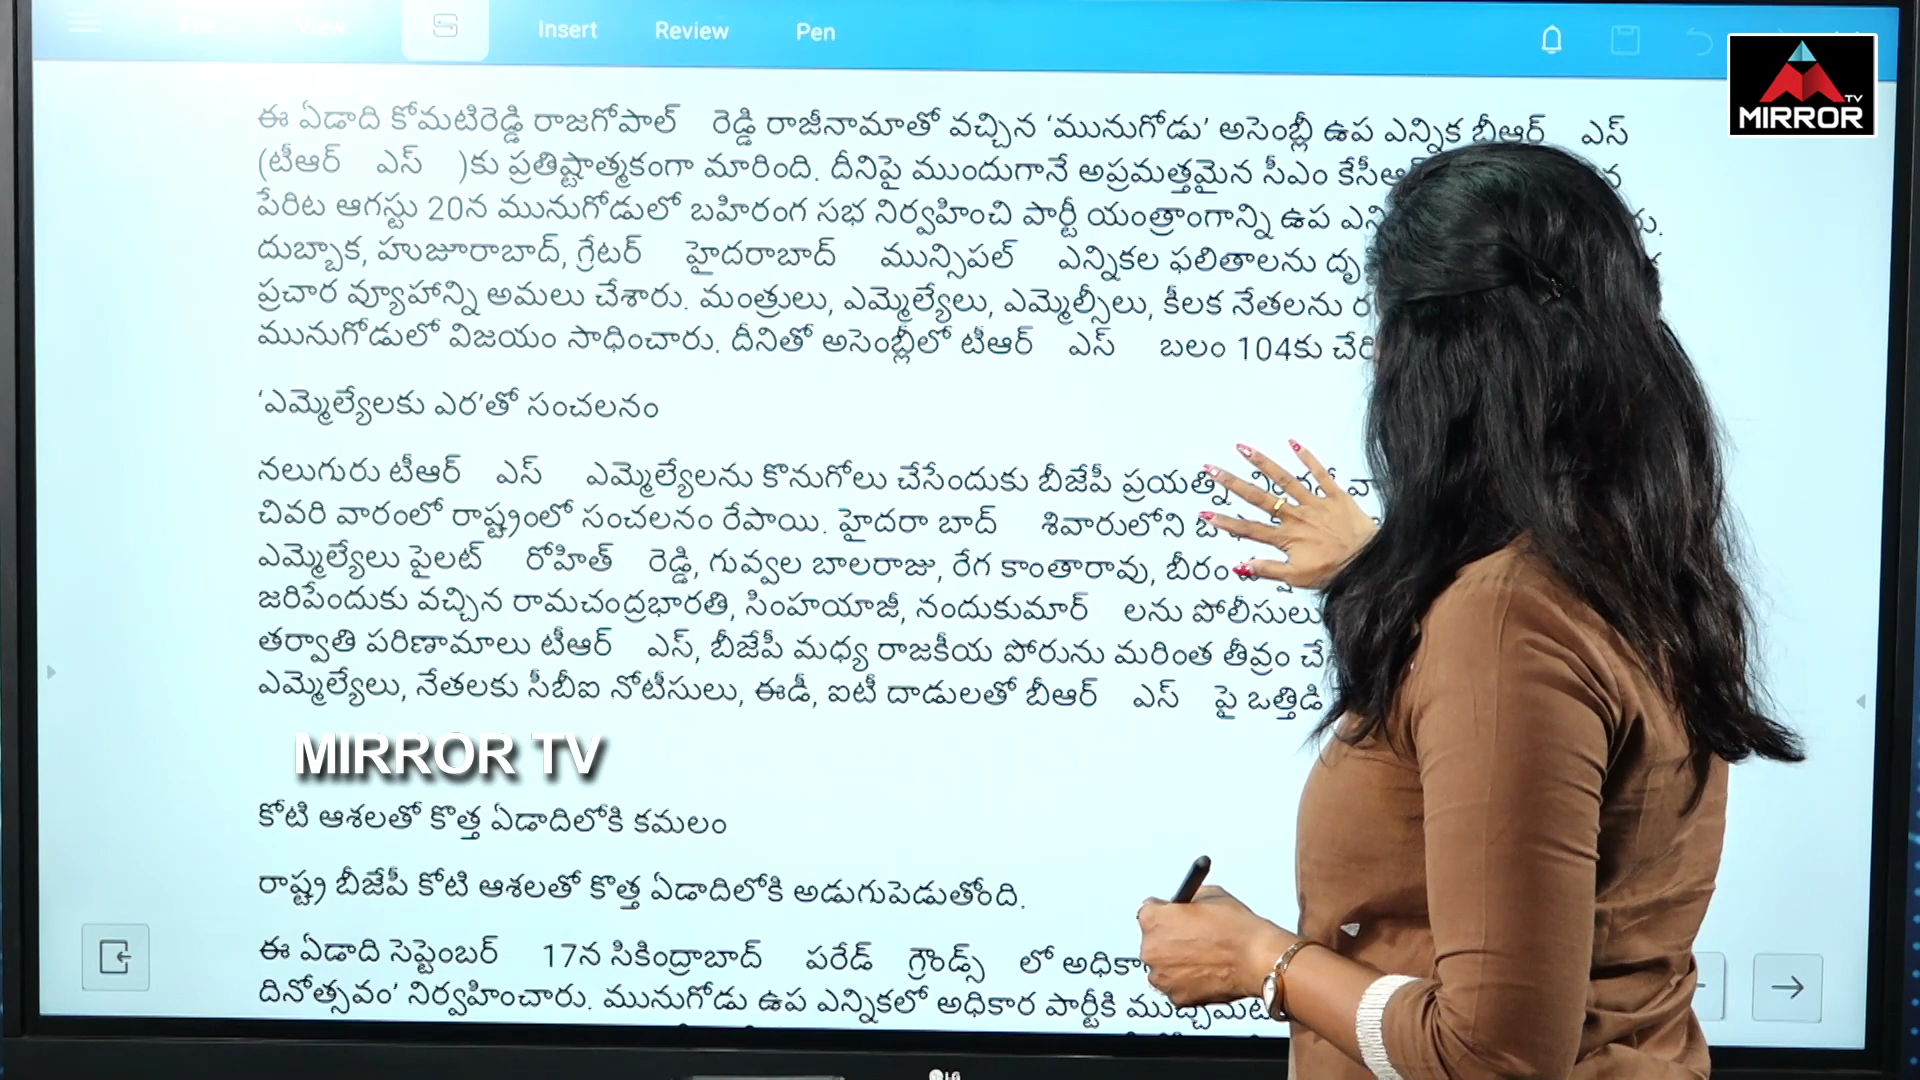 View Insert Review Pen
TV
MIRROR
ఈ ఏడాది కోమటిరెడ్డి రాజగోపాల్ రెడ్డి రాజీనామాతో వచ్చిన ‘మునుగోడు’ అసెంబ్లీ ఉప ఎన్నిక బీఆర్ ఎస్
(టీఆర్ ఎస్ )కు ప్రతిష్టాత్మకంగా మారింది. దీనిపై ముందుగానే అప్రమత్తమైన సీఎం
పేరిట ఆగస్టు 20న మునుగోడులో బహిరంగ సభ నిర్వహించి పార్టీ యంత్రాంగాన్ని ఉప
దుబ్బాక, హుజూరాబాద్, గ్రేటర్ హైదరాబాద్ మున్సిపల్ ఎన్నికల ఫలితాలను
ప్రచార వ్యూహాన్ని అమలు చేశారు. మంత్రులు, ఎమ్మెల్యేలు, ఎమ్మెల్సీలు, కీలక నేతలను
మునుగోడులో విజయం సాధించారు. దీనితో అసెంబ్లీలో టీఆర్ ఎస్ బలం 104కు
‘ఎమ్మెల్యేలకు ఎర’తో సంచలనం
నలుగురు టీఆర్ ఎస్ ఎమ్మెల్యేలను కొనుగోలు చేసేందుకు బీజేపీ
చివరి వారంలో రాష్ట్రంలో సంచలనం రేపాయి. హైదరా బాద్ శివారులోని
ఎమ్మెల్యేలు పైలట్ రోహిత్ రెడ్డి, గువ్వల బాలరాజు, రేగ కాంతారావు,
జరిపేందుకు వచ్చిన రామచంద్రభారతి, సింహయాజీ, నందుకుమార్ లను పోలీసులు
తర్వాతి పరిణామాలు టీఆర్ ఎస్, బీజేపీ మధ్య రాజకీయ పోరును మరింత తీవ్రం
ఎమ్మెల్యేలు, నేతలకు సీబీఐ నోటీసులు, ఈడీ, ఐటీ దాడులతో బీఆర్ ఎస్ పై ఒత్తిడి
MIRROR TV
కోటి ఆశలతో కొత్త ఏడాదిలోకి కమలం
రాష్ట్ర బీజేపీ కోటి ఆశలతో కొత్త ఏడాదిలోకి అడుగుపెడుతోంది.
ఈ ఏడాది సెప్టెంబర్ 17న సికింద్రాబాద్ పరేడ్ గ్రౌండ్స్ లో
దినోత్సవం’ నిర్వహించారు. మునుగోడు ఉప ఎన్నికలో అధికార పార్టీకి
LG